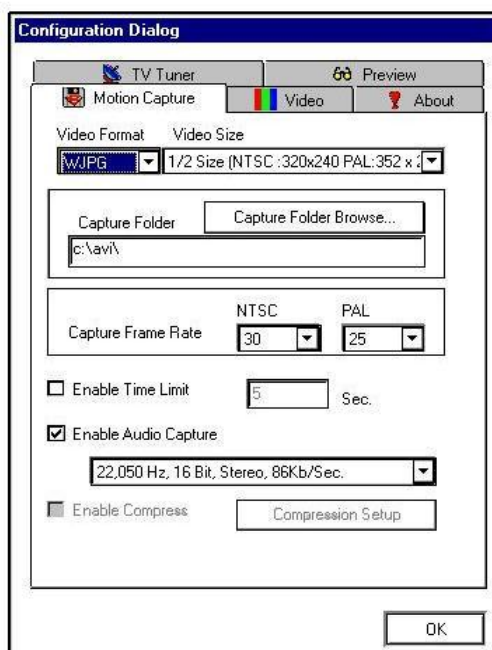 Configuration Dialog
TV Tuner
Preview
Motion Capture
Video
About
Video Format
Video Size
WJPG
1/2 Size (NTSC :320x240 PAL:352 x
Capture Folder
Capture Folder Browse...
c:\avi\
NTSC
PAL
Capture Frame Rate
30
25
Enable Time Limit
5
Sec.
Enable Audio Capture
22,050 Hz, 16 Bit, Stereo, 86Kb/Sec.
Enable Compress
Compression Setup
OK